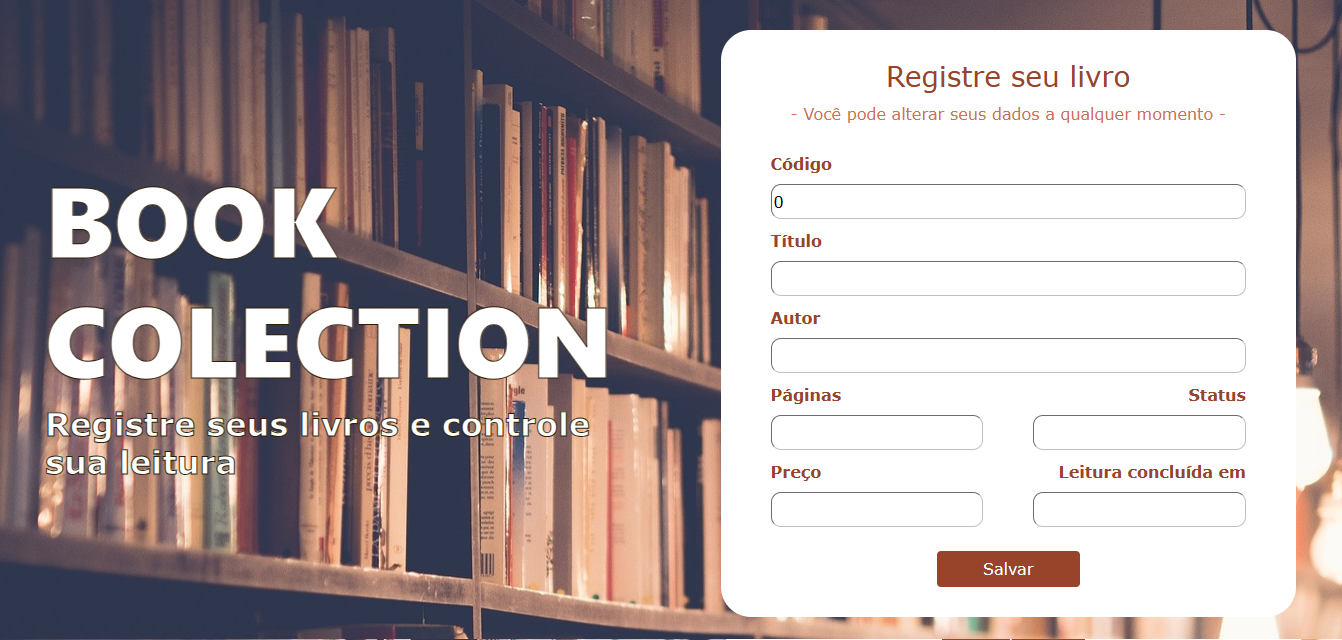 BOOK
COLECTION
Registre seus livros e controle
sua leitura
Registre seu livro
- Você pode alterar seus dados a qualquer momento -
Código
0
Título
Autor
Páginas Status
Preço Leitura concluída em
Salvar